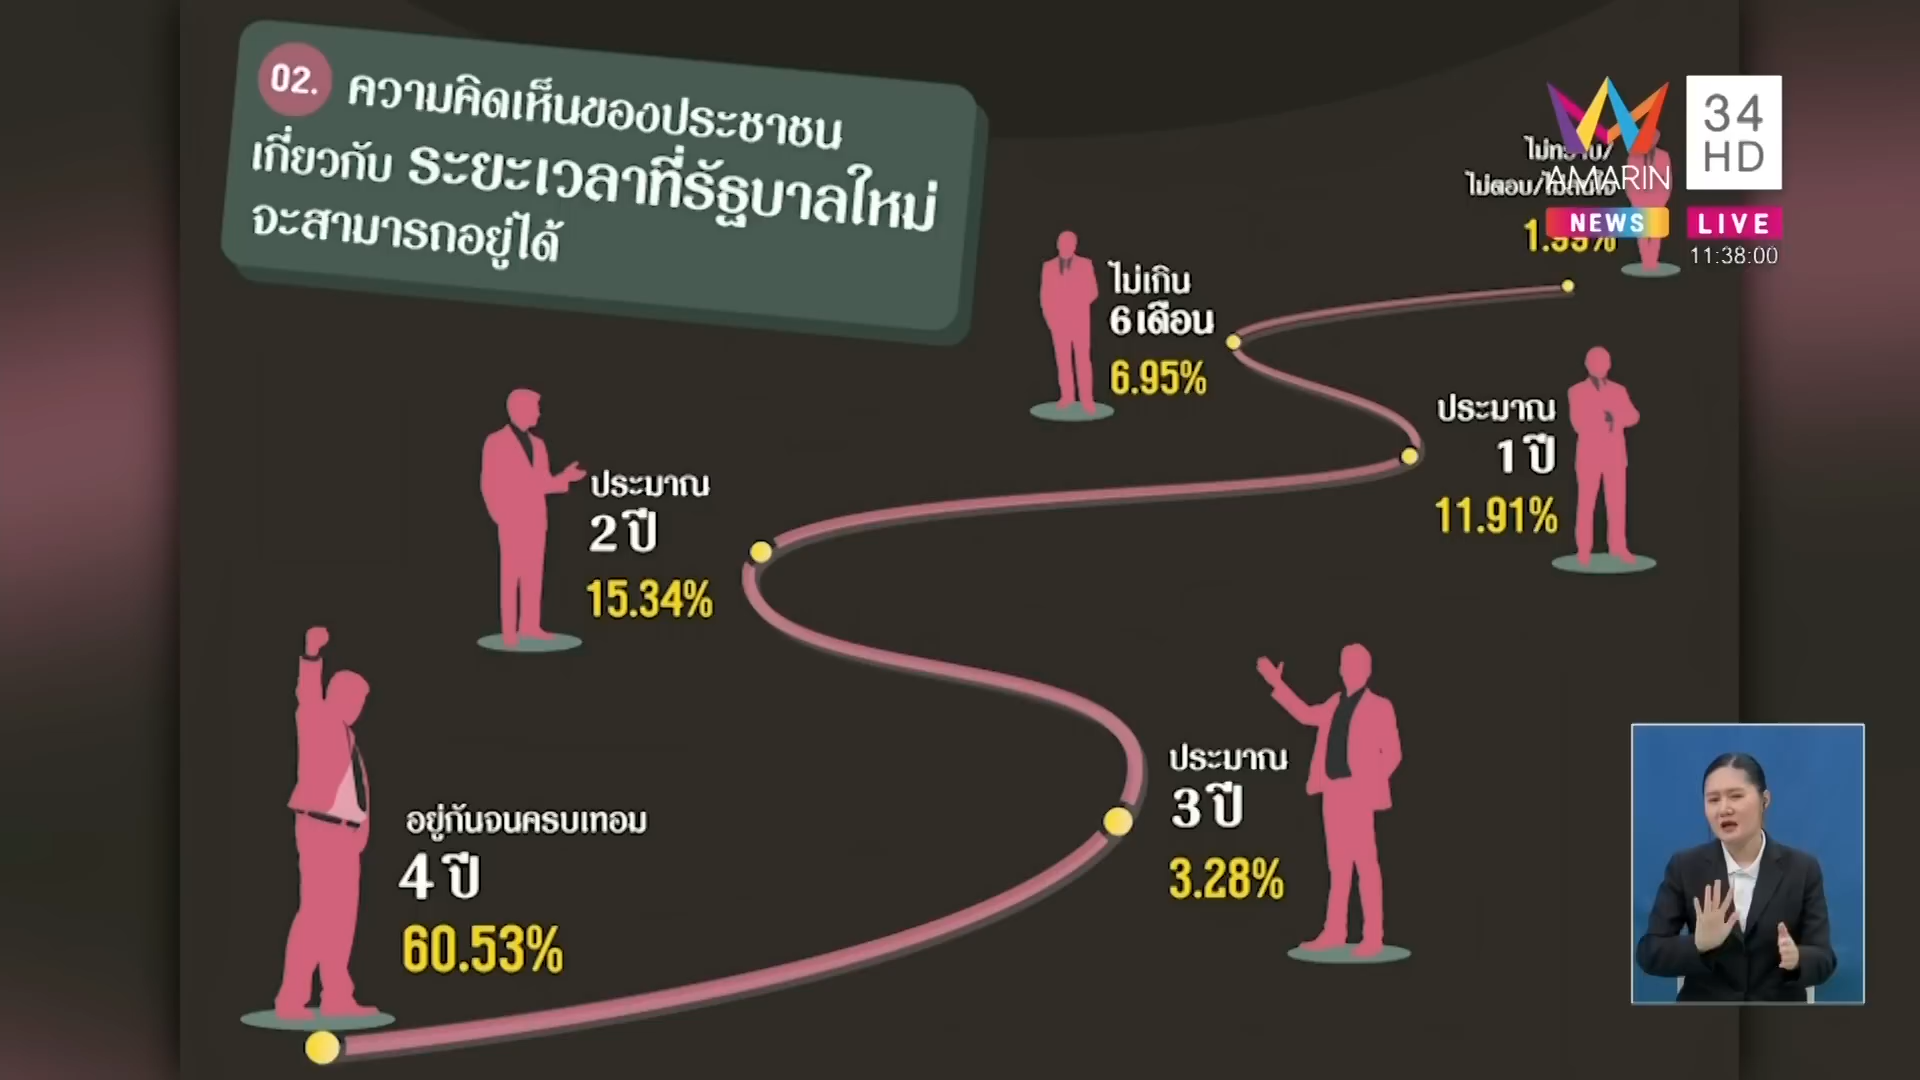 02. ความคิดเห็นของประชาชน
เกี่ยวกับ ระยะเวลาที่รัฐบาลใหม่
จะสามารถอยู่ได้
AMARIN
NEWS
34
HD
LIVE
11:38:00
ไม่เกิน
6 เดือน
6.95%
ประมาณ
1 ปี
11.91%
ประมาณ
2 ปี
15.34%
ประมาณ
3 ปี
3.28%
อยู่กันจนครบเทอม
4 ปี
60.53%